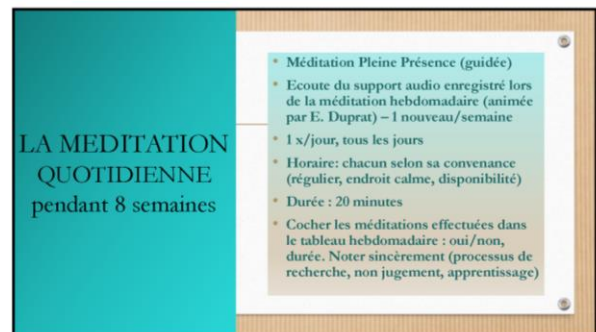 LA MEDITATION
QUOTIDIENNE
pendant 8 semaines
• Méditation Pleine Présence (guidée)
• Ecoute du support audio enregistré lors
de la méditation hebdomadaire (animée
par E. Duprat) – 1 nouveau/semaine
• 1 x/jour, tous les jours
• Horaire: chacun selon sa convenance
(régulier, endroit calme, disponibilité)
• Durée : 20 minutes
• Cocher les méditations effectuées dans
le tableau hebdomadaire : oui/non,
durée. Noter sincèrement (processus de
recherche, non jugement, apprentissage)